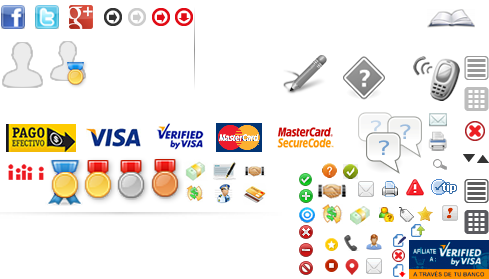 f
t
g+
?
PAGO
EFECTIVO
VISA
VERIFIED
by VISA
MasterCard
MasterCard.
SecureCode.
? ?
?
tip
?
AFÍLIATE
A:
VERIFIED
by VISA
A TRAVÉS DE TU BANCO